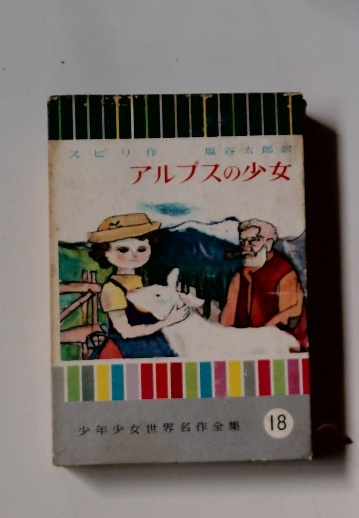 スピリ作 塩谷太郎訳
アルプスの少女
少年少女世界名作全集 18